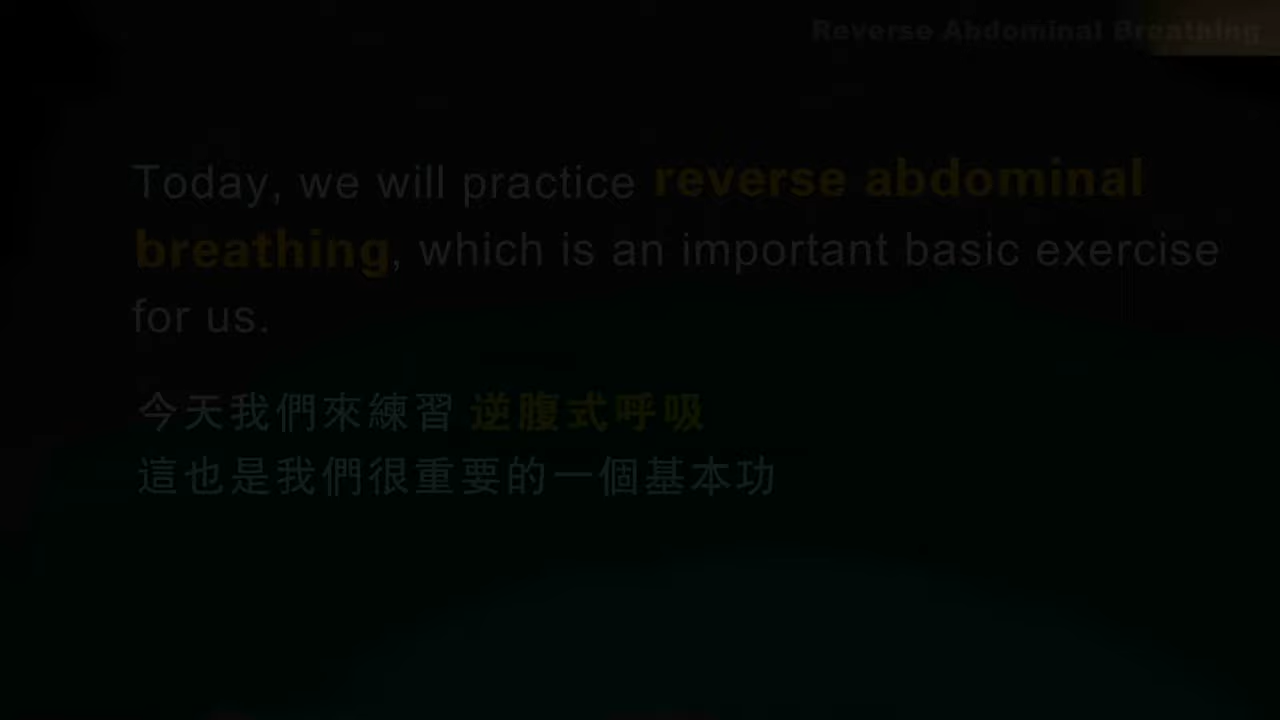 Reverse Abdominal Breathing
Today, we will practice reverse abdominal
breathing, which is an important basic exercise
for us.
今天我們來練習 逆腹式呼吸
這也是我們很重要的一個基本功